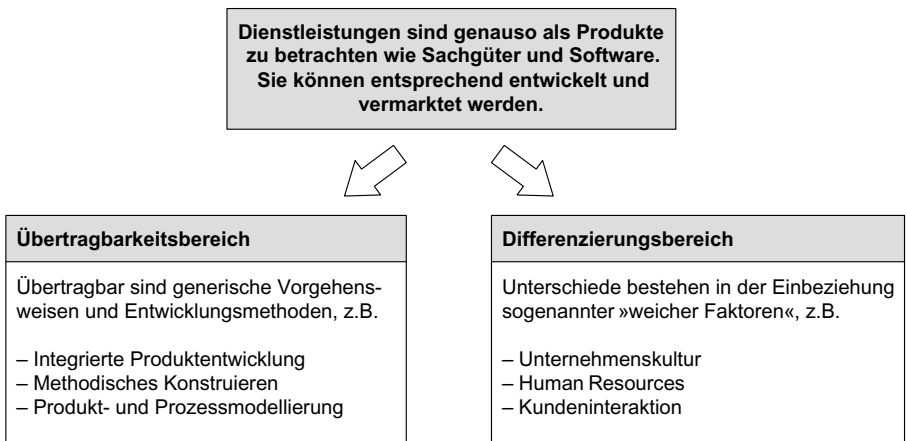 Dienstleistungen sind genauso als Produkte
zu betrachten wie Sachgüter und Software.
Sie können entsprechend entwickelt und
vermarktet werden.
Übertragbarkeitsbereich
Übertragbar sind generische Vorgehens-
weisen und Entwicklungsmethoden, z.B.
– Integrierte Produktentwicklung
– Methodisches Konstruieren
– Produkt- und Prozessmodellierung
Differenzierungsbereich
Unterschiede bestehen in der Einbeziehung
sogenannter »weicher Faktoren«, z.B.
– Unternehmenskultur
– Human Resources
– Kundeninteraktion